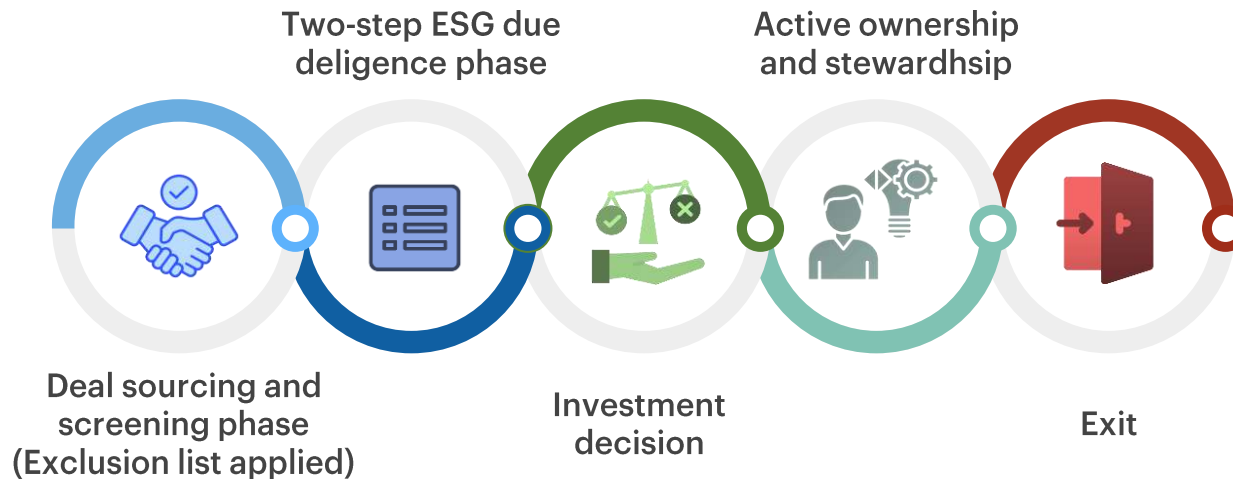 Deal sourcing and
screening phase
(Exclusion list applied)
Two-step ESG due
deligence phase
Investment
decision
Active ownership
and stewardhsip
Exit